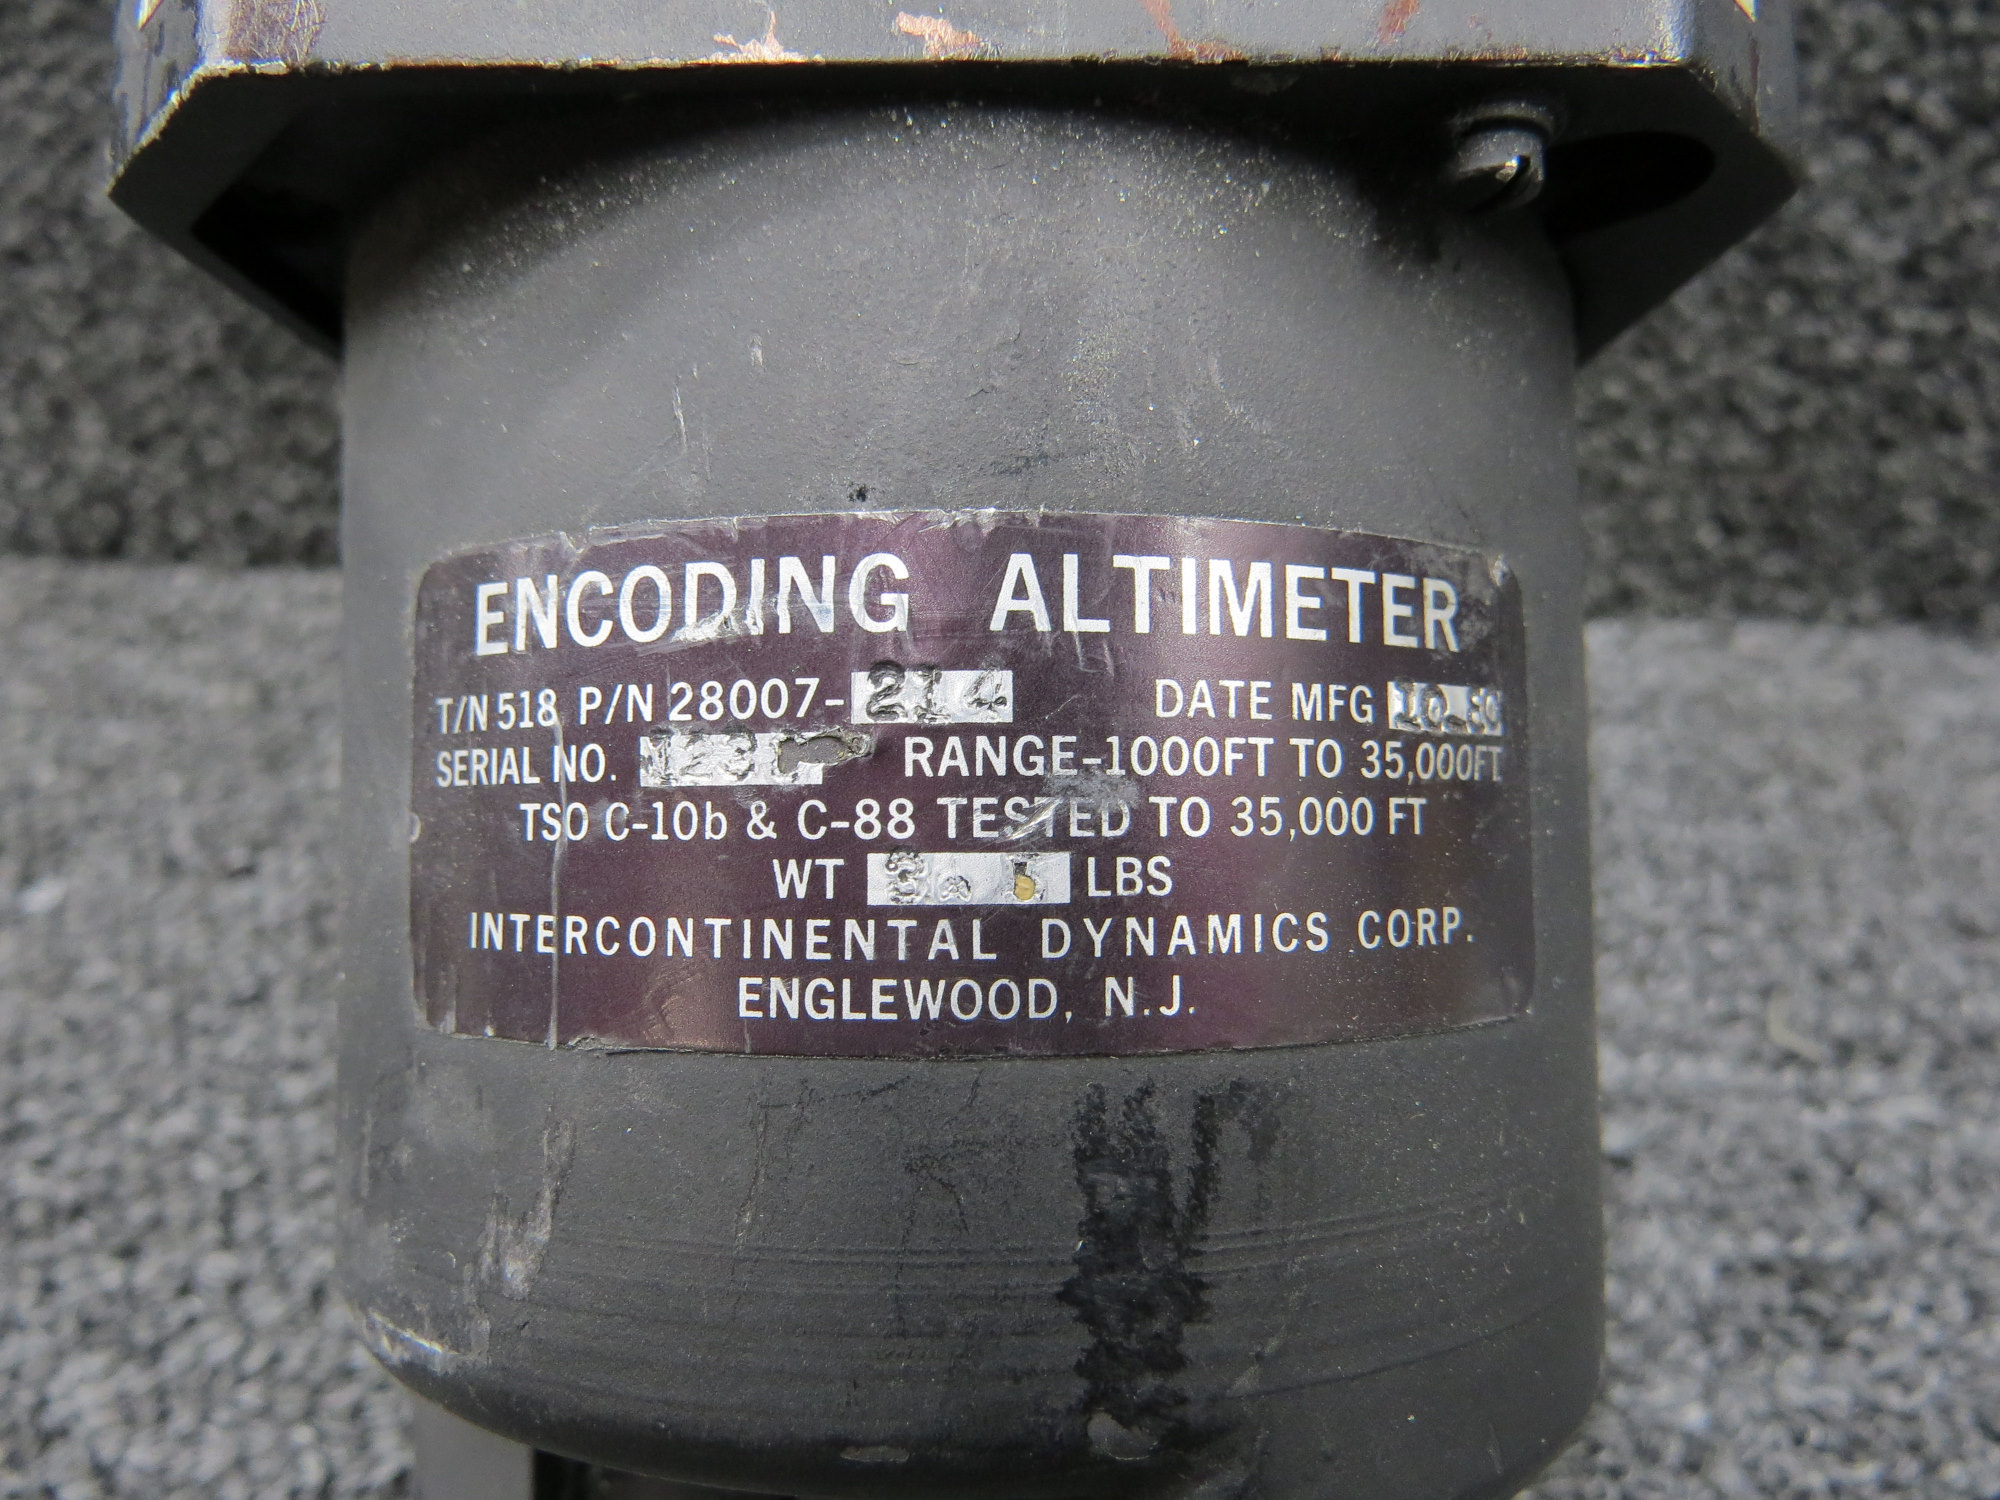 ENCODING ALTIMETER
T/N 518 P/N 28007-214 DATE MFG
SERIAL NO. RANGE-1000FT TO 35,000FT
TSO C-10b & C-88 TESTED TO 35,000 FT
WT LBS
INTERCONTINENTAL DYNAMICS CORP.
ENGLEWOOD, N.J.